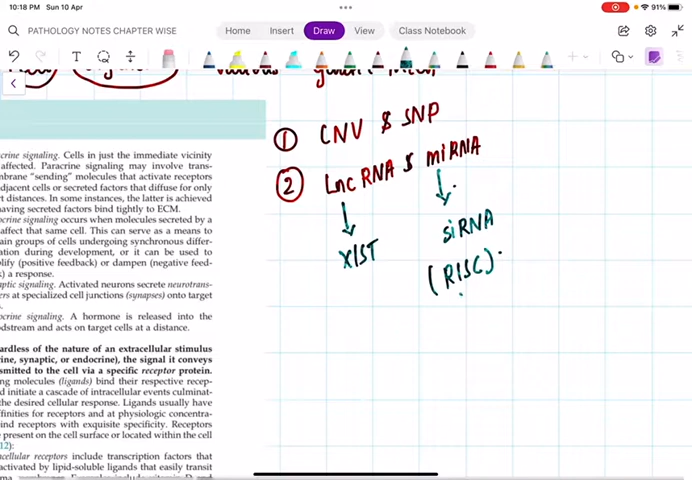 10:18 PM Sun 10 Apr
91%
PATHOLOGY NOTES CHAPTER WISE
Home Insert Draw View Class Notebook
① CNV & SNP
② LncRNA & miRNA
XIST
siRNA
(RISC)
crine signaling. Cells in just the immediate vicinity
affected. Paracrine signaling may involve trans-
mbrane “sending” molecules that activate receptors
adjacent cells or secreted factors that diffuse for only
rt distances. In some instances, the latter is achieved
having secreted factors bind tightly to ECM.
ocrine signaling occurs when molecules secreted by a
affect that same cell. This can serve as a means to
ain groups of cells undergoing synchronous differ-
ation during development, or it can be used to
plify (positive feedback) or dampen (negative feed-
k) a response.
aptic signaling. Activated neurons secrete neurotrans-
ers at specialized cell junctions (synapses) onto target
s.
ocrine signaling. A hormone is released into the
odstream and acts on target cells at a distance.
ardless of the nature of an extracellular stimulus
rine, synaptic, or endocrine), the signal it conveys
nsmitted to the cell via a specific receptor protein.
ing molecules (ligands) bind their respective recep-
d initiate a cascade of intracellular events culminat-
the desired cellular response. Ligands usually have
ffinities for receptors and at physiologic concentra-
ind receptors with exquisite specificity. Receptors
present on the cell surface or located within the cell
12):
cellular receptors include transcription factors that
activated by lipid-soluble ligands that easily transit